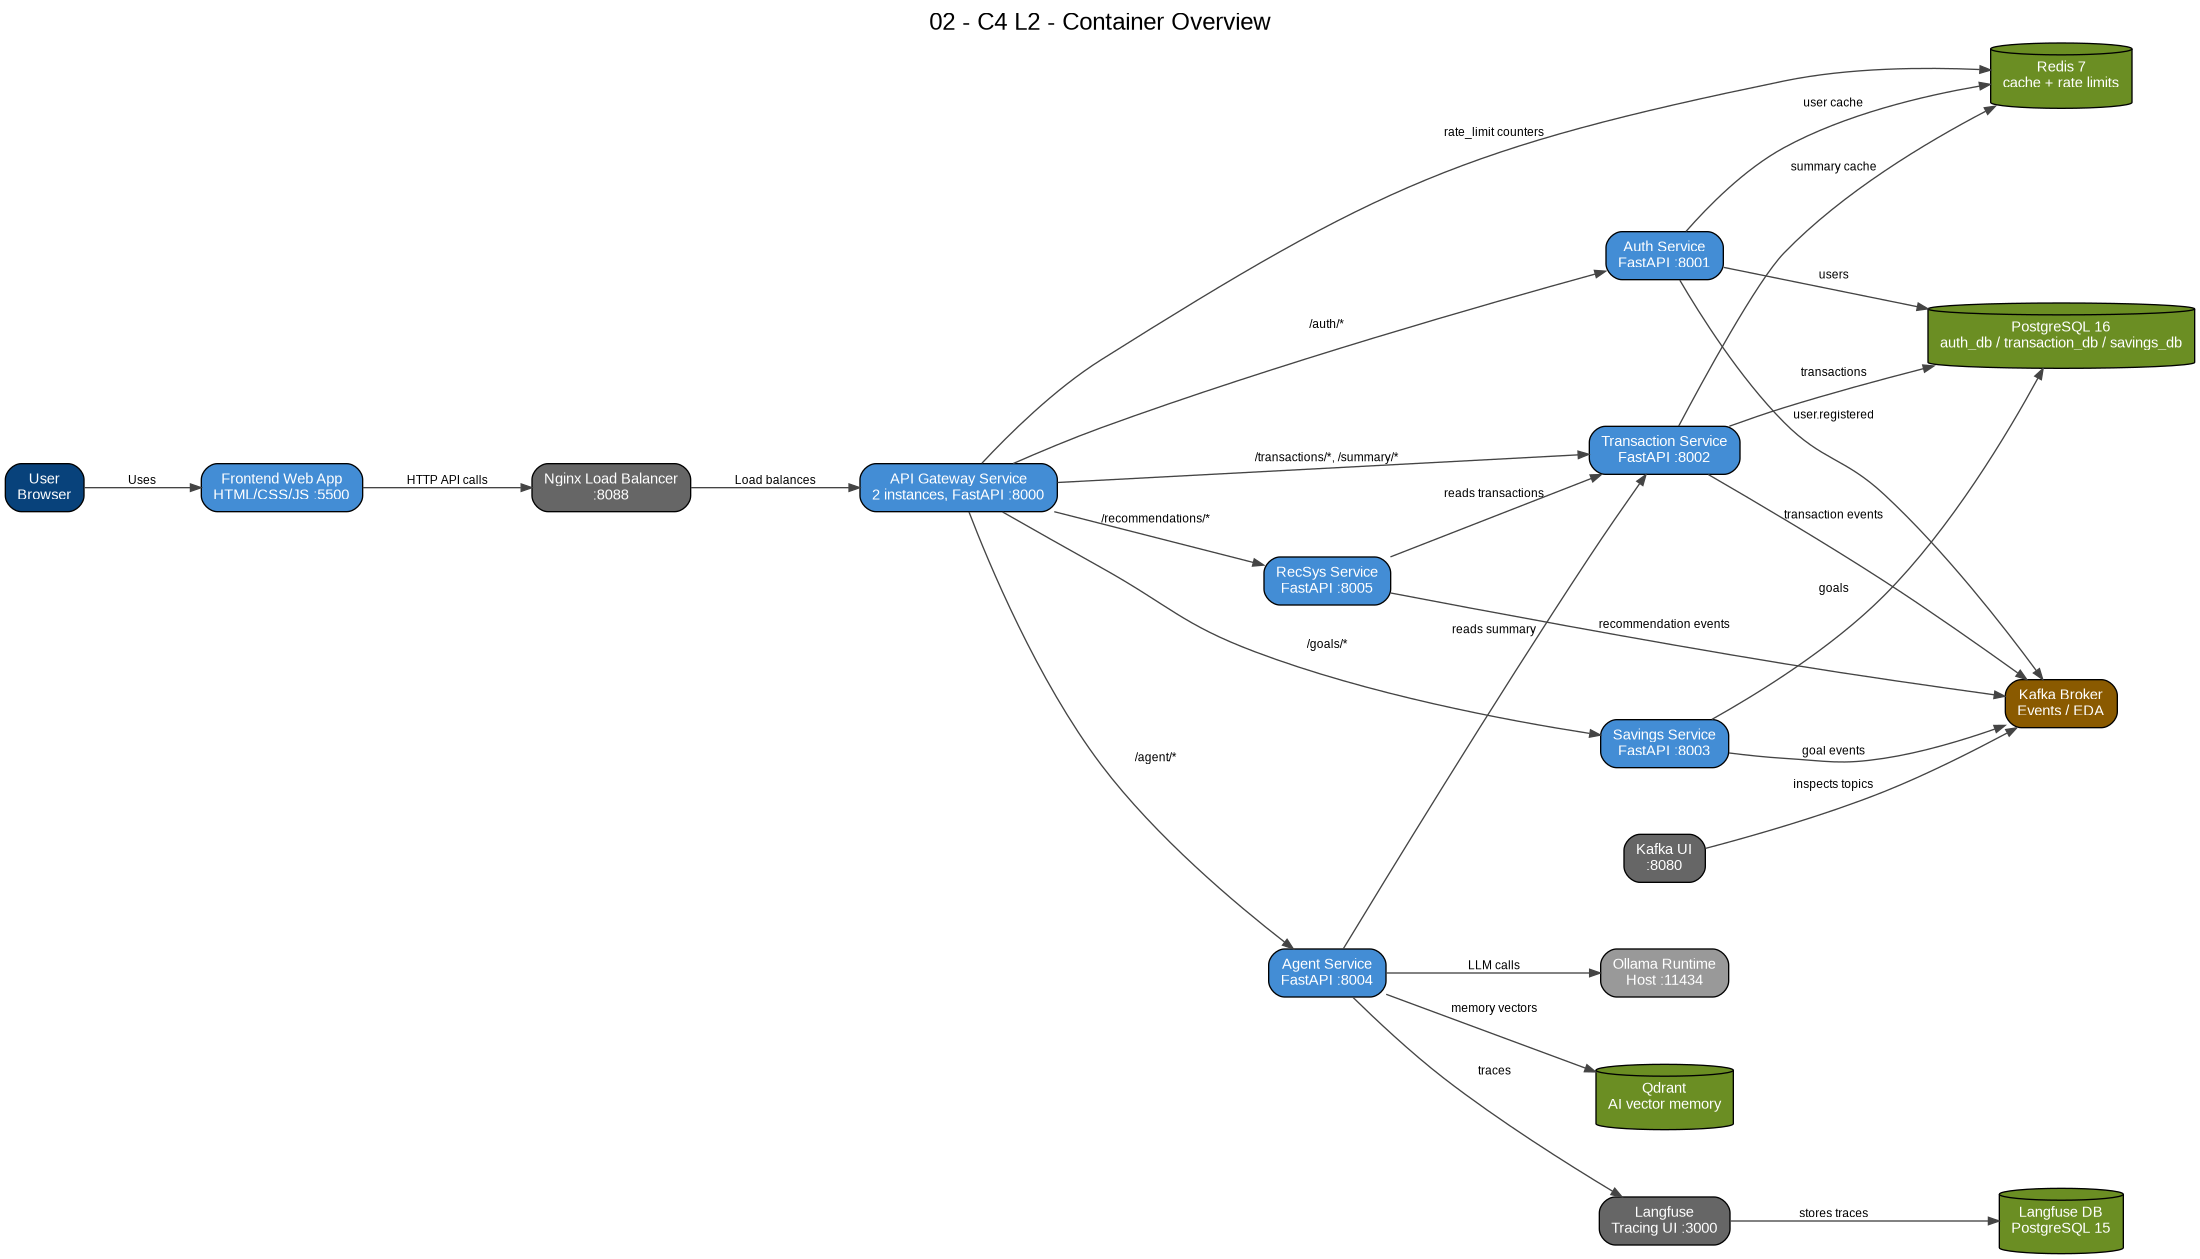 02 - C4 L2 - Container Overview
Redis 7
cache + rate limits
user cache
rate_limit counters
summary cache
Auth Service
FastAPI :8001
users
/auth/*
PostgreSQL 16
auth_db / transaction_db / savings_db
transactions
user.registered
Transaction Service
FastAPI :8002
/transactions/*, /summary/*
User
Browser
Uses
Frontend Web App
HTML/CSS/JS :5500
HTTP API calls
Nginx Load Balancer
:8088
Load balances
API Gateway Service
2 instances, FastAPI :8000
reads transactions
/recommendations/*
transaction events
RecSys Service
FastAPI :8005
goals
recommendation events
reads summary
/goals/*
Kafka Broker
Events / EDA
Savings Service
FastAPI :8003
goal events
/agent/*
inspects topics
Kafka UI
:8080
Agent Service
FastAPI :8004
LLM calls
Ollama Runtime
Host :11434
memory vectors
traces
Qdrant
AI vector memory
Langfuse
Tracing UI :3000
stores traces
Langfuse DB
PostgreSQL 15